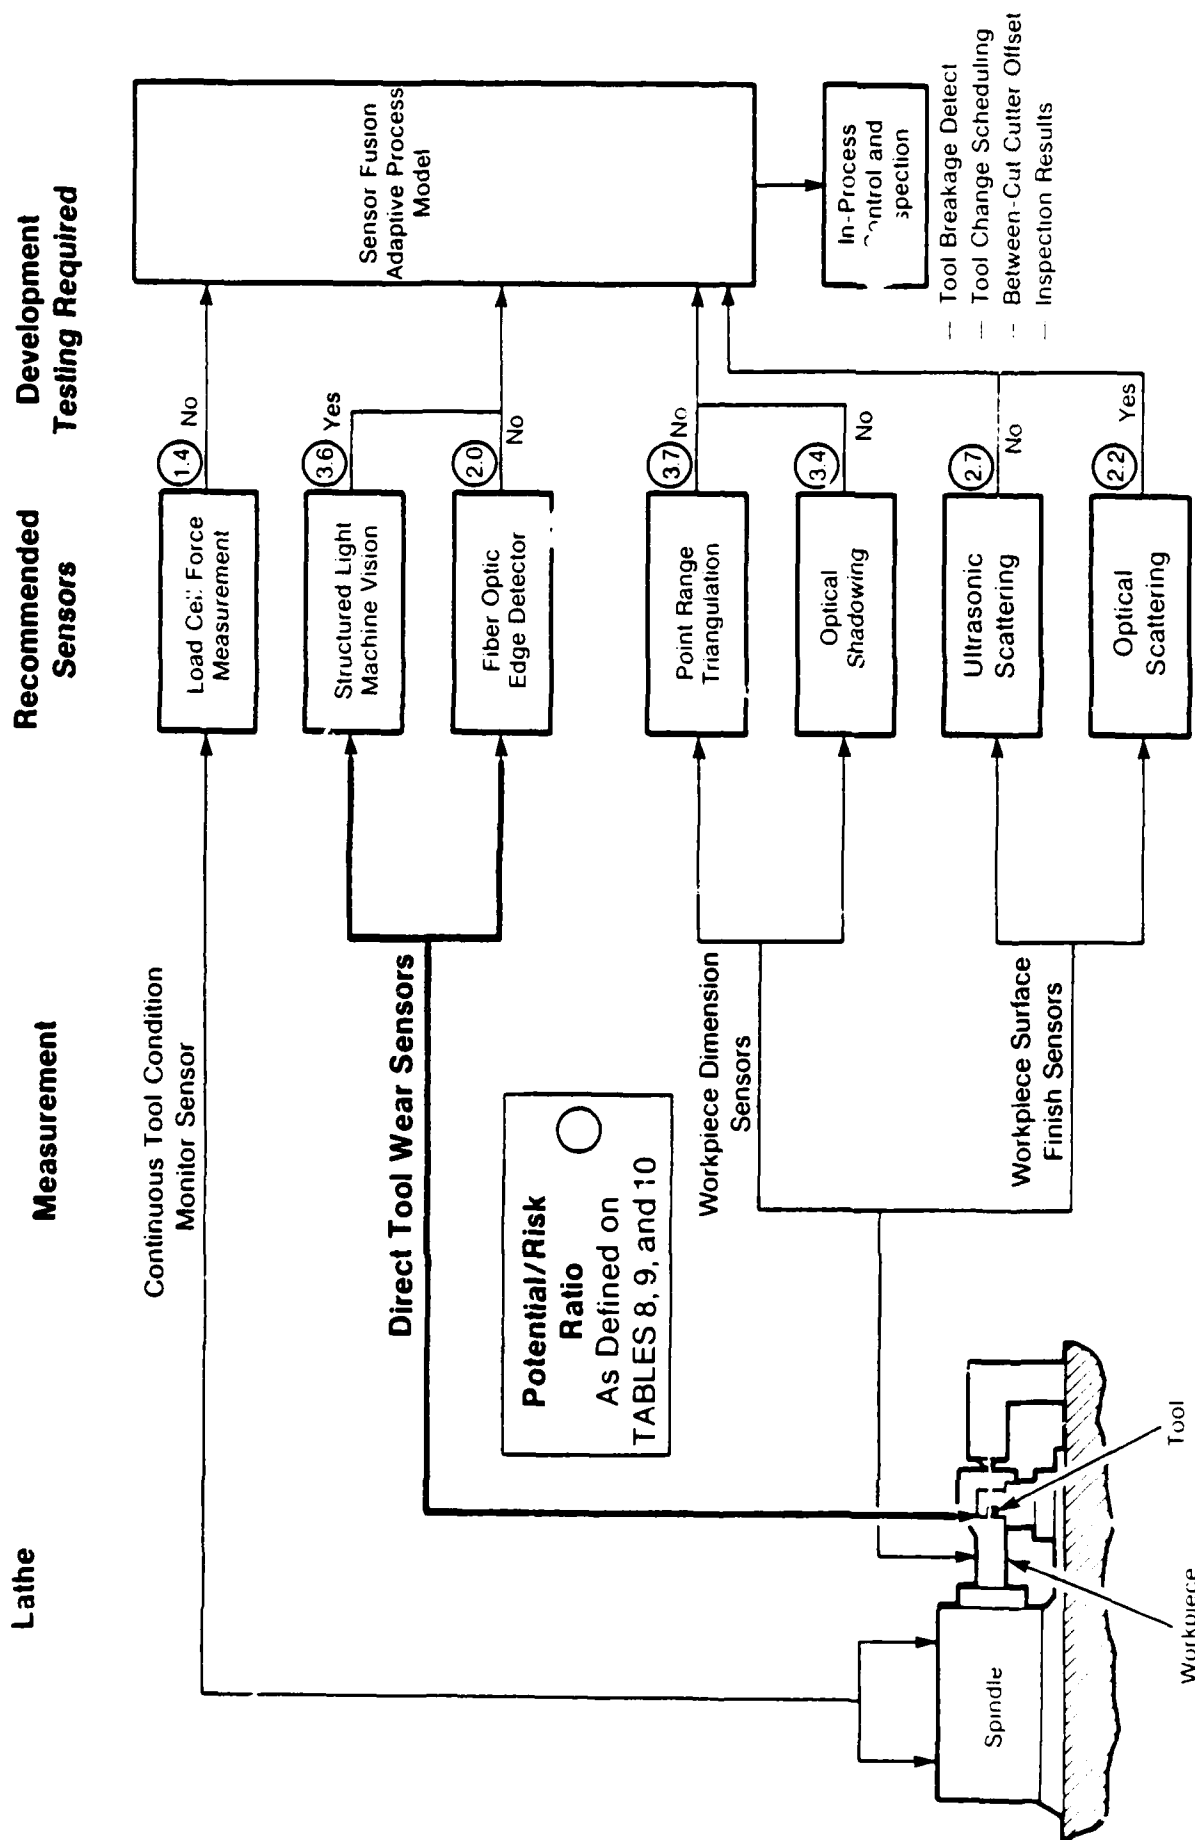 Lathe
Measurement
Recommended
Sensors
Development
Testing Required
Continuous Tool Condition
Monitor Sensor
Load Cell Force
Measurement
1.4
No
Sensor Fusion
Adaptive Process
Model
Direct Tool Wear Sensors
Structured Light
Machine Vision
3.6
Yes
Fiber Optic
Edge Detector
2.0
No
Potential/Risk
Ratio
As Defined on
TABLES 8, 9, and 10
Workpiece Dimension
Sensors
Point Range
Triangulation
3.7
No
Optical
Shadowing
3.4
No
Workpiece Surface
Finish Sensors
Ultrasonic
Scattering
2.7
No
Optical
Scattering
2.2
Yes
In-Process
ontrol and
spection
— Tool Breakage Detect
— Tool Change Scheduling
-- Between-Cut Cutter Offset
— Inspection Results
Spindle
Workpiece
Tool